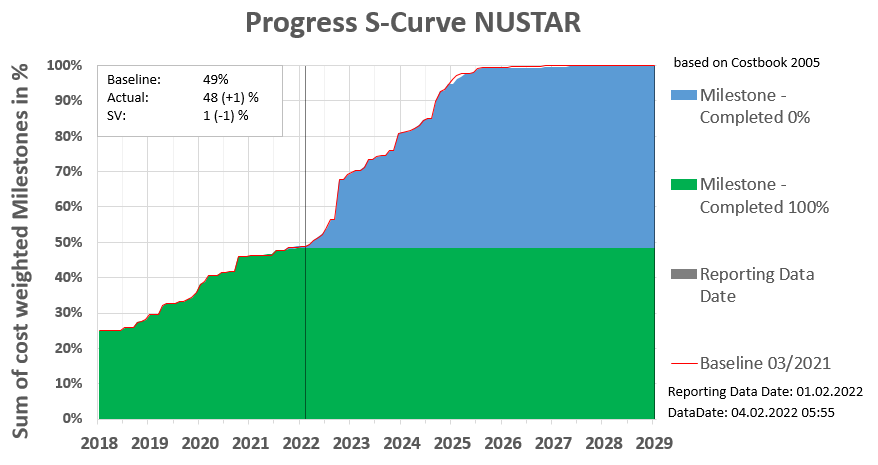 Progress S-Curve NUSTAR
Sum of cost weighted Milestones in %
100%
90%
80%
70%
60%
50%
40%
30%
20%
10%
0%
Baseline: 49%
Actual: 48 (+1) %
SV: 1 (-1) %
2018 2019 2020 2021 2022 2023 2024 2025 2026 2027 2028 2029
based on Costbook 2005
Milestone -
Completed 0%
Milestone -
Completed 100%
Reporting Data
Date
Baseline 03/2021
Reporting Data Date: 01.02.2022
DataDate: 04.02.2022 05:55